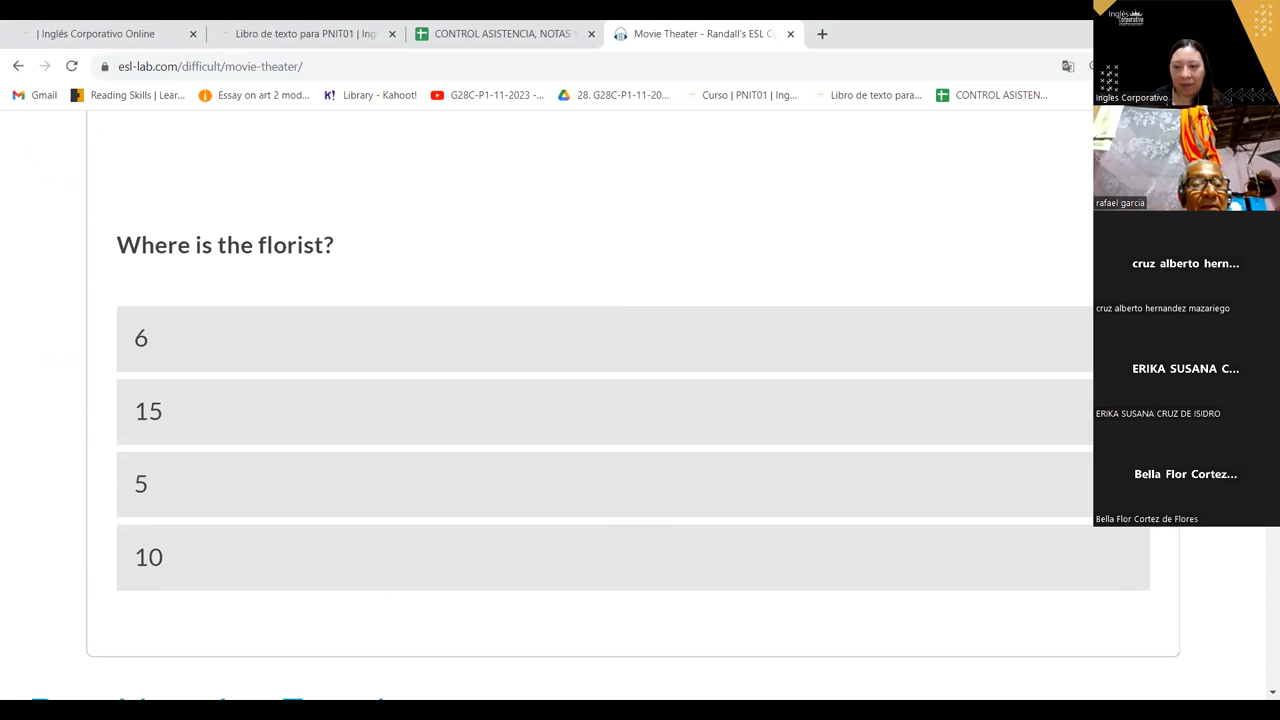 | Inglés Corporativo Online
Libro de texto para PNIT01 | Ing
CONTROL ASISTENCIA, NOTAS
Movie Theater - Randall's ESL Cy
esl-lab.com/difficult/movie-theater/
Gmail
Reading Skills | Lear...
Essay on art 2 mod...
Library - Kahoot
G28C-P1-11-2023 -...
28. G28C-P1-11-20...
Curso | PNIT01 | Ing...
Libro de texto para...
CONTROL ASISTEN...
Where is the florist?
6
15
5
10
Inglés
Corporativo
Ingles Corporativo
rafael garcia
cruz alberto hern...
cruz alberto hernandez mazariego
ERIKA SUSANA C...
ERIKA SUSANA CRUZ DE ISIDRO
Bella Flor Cortez...
Bella Flor Cortez de Flores